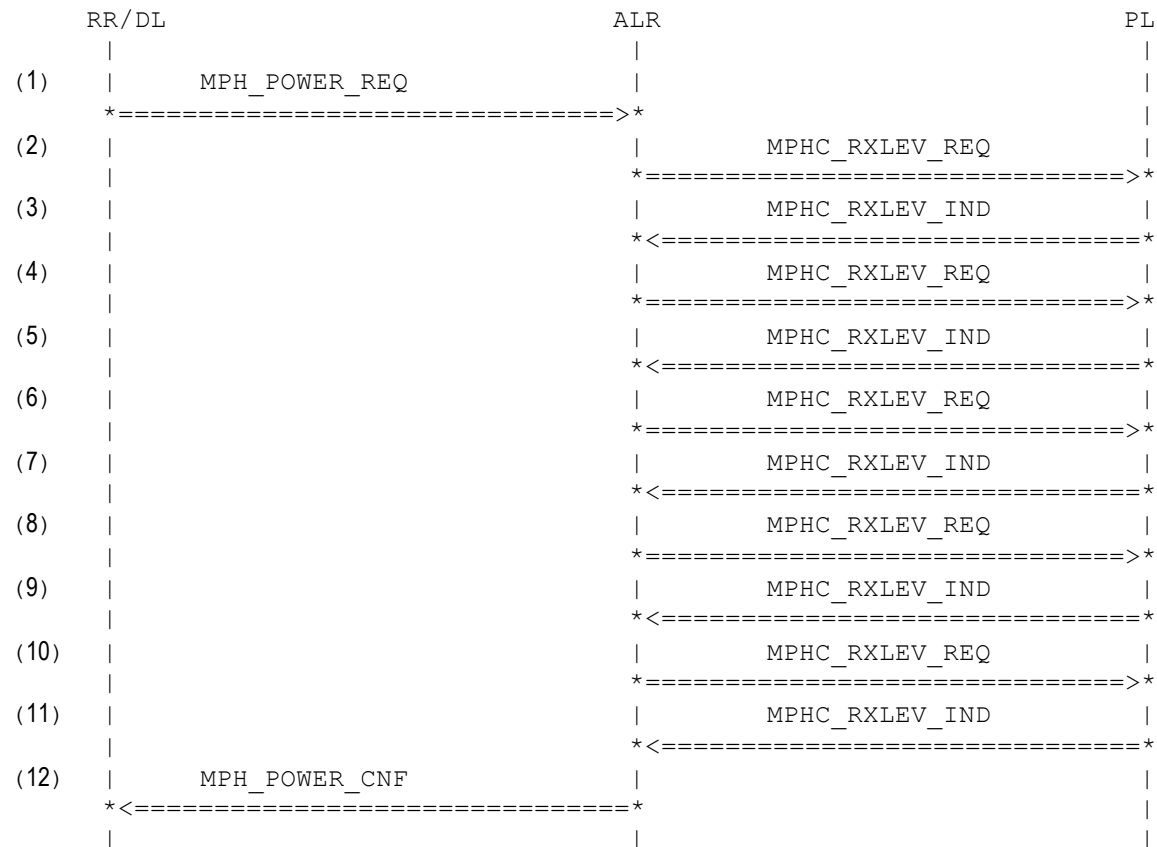 RR/DL ALR PL
(1) MPH_POWER_REQ
(2) MPHC_RXLEV_REQ
(3) MPHC_RXLEV_IND
(4) MPHC_RXLEV_REQ
(5) MPHC_RXLEV_IND
(6) MPHC_RXLEV_REQ
(7) MPHC_RXLEV_IND
(8) MPHC_RXLEV_REQ
(9) MPHC_RXLEV_IND
(10) MPHC_RXLEV_REQ
(11) MPHC_RXLEV_IND
(12) MPH_POWER_CNF